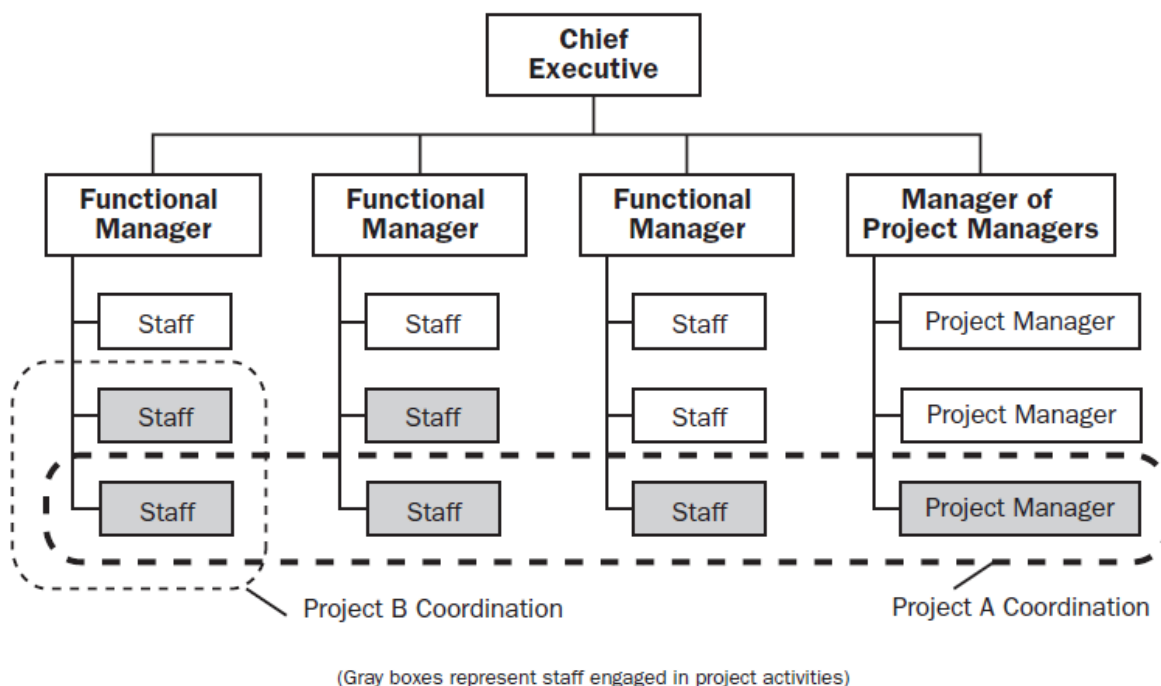 Chief
Executive
Functional
Manager
Functional
Manager
Functional
Manager
Manager of
Project Managers
Staff
Staff
Staff
Project Manager
Staff
Staff
Staff
Project Manager
Staff
Staff
Staff
Project Manager
Project B Coordination
Project A Coordination
(Gray boxes represent staff engaged in project activities)